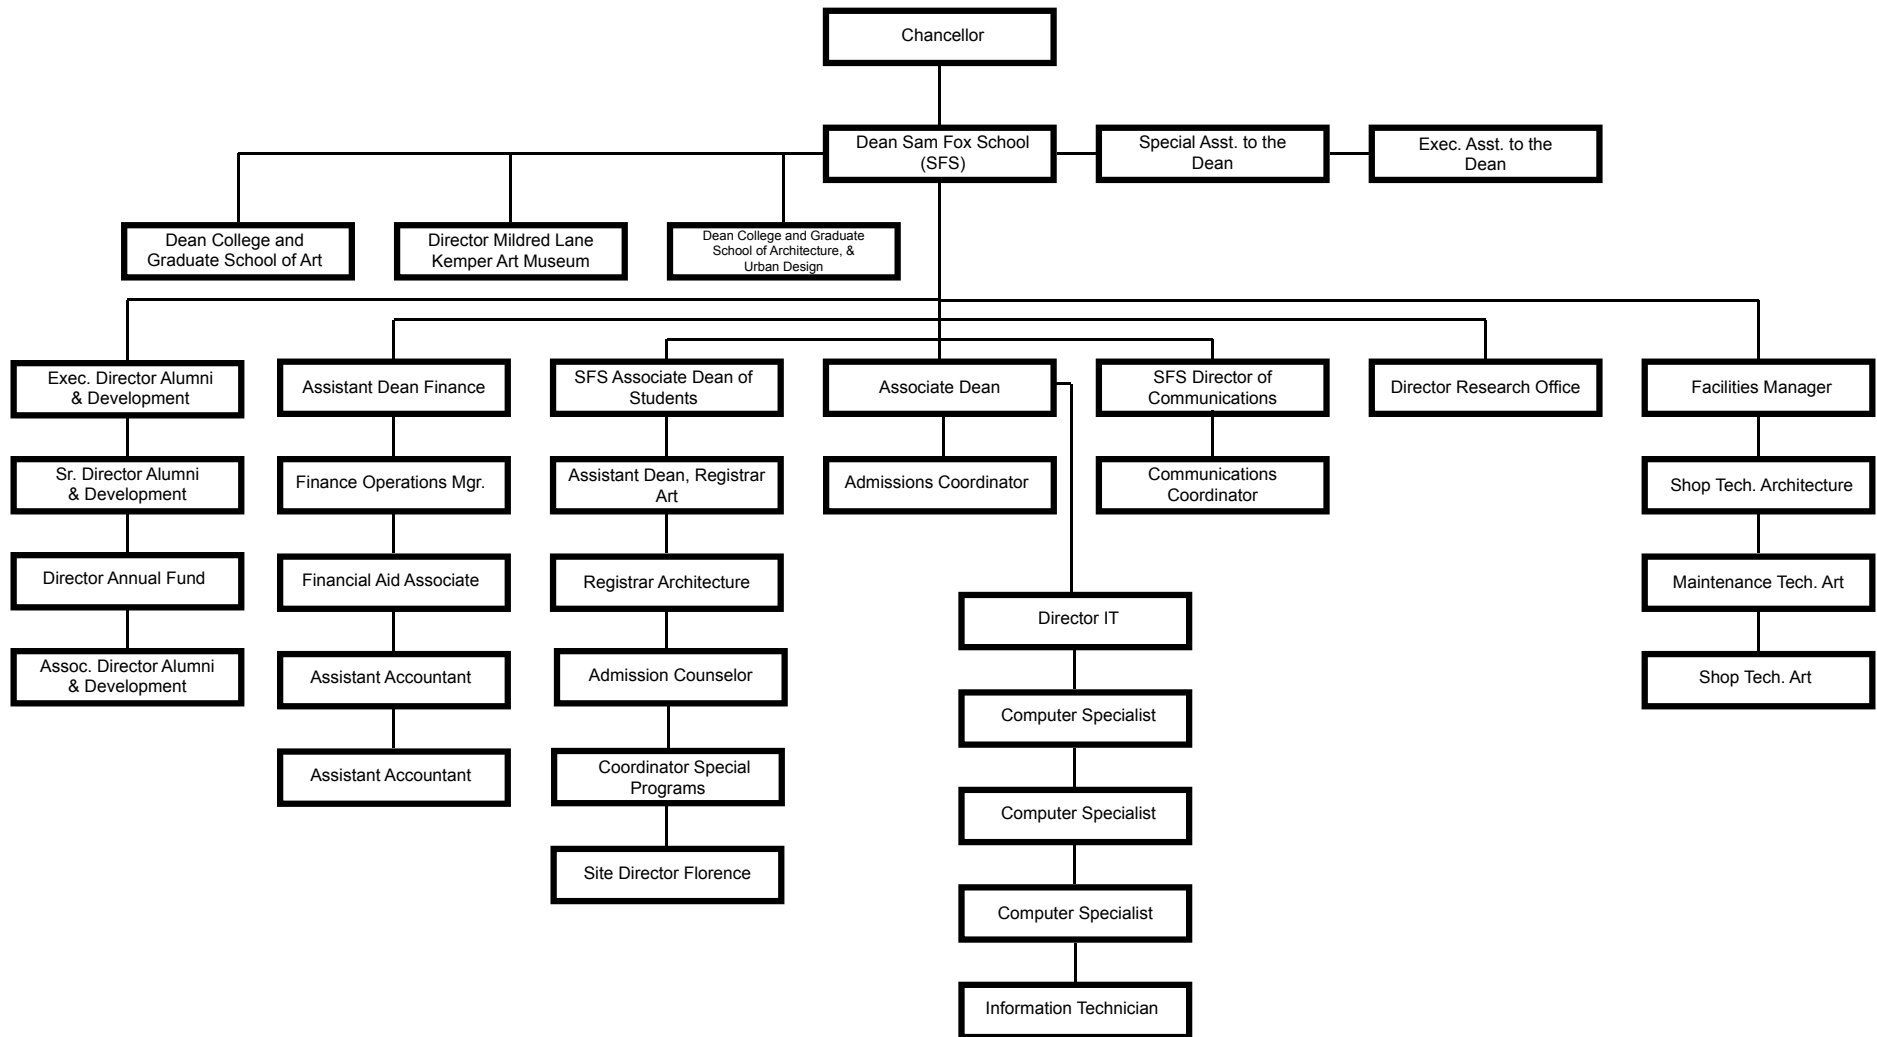 Chancellor
Dean Sam Fox School
(SFS)
Special Asst. to the
Dean
Exec. Asst. to the
Dean
Dean College and
Graduate School of Art
Director Mildred Lane
Kemper Art Museum
Dean College and Graduate
School of Architecture, &
Urban Design
Exec. Director Alumni
& Development
Assistant Dean Finance
SFS Associate Dean of
Students
Associate Dean
SFS Director of
Communications
Director Research Office
Facilities Manager
Sr. Director Alumni
& Development
Finance Operations Mgr.
Assistant Dean, Registrar
Art
Admissions Coordinator
Communications
Coordinator
Shop Tech. Architecture
Director Annual Fund
Financial Aid Associate
Registrar Architecture
Maintenance Tech. Art
Director IT
Assoc. Director Alumni
& Development
Assistant Accountant
Admission Counselor
Shop Tech. Art
Computer Specialist
Assistant Accountant
Coordinator Special
Programs
Computer Specialist
Site Director Florence
Computer Specialist
Information Technician